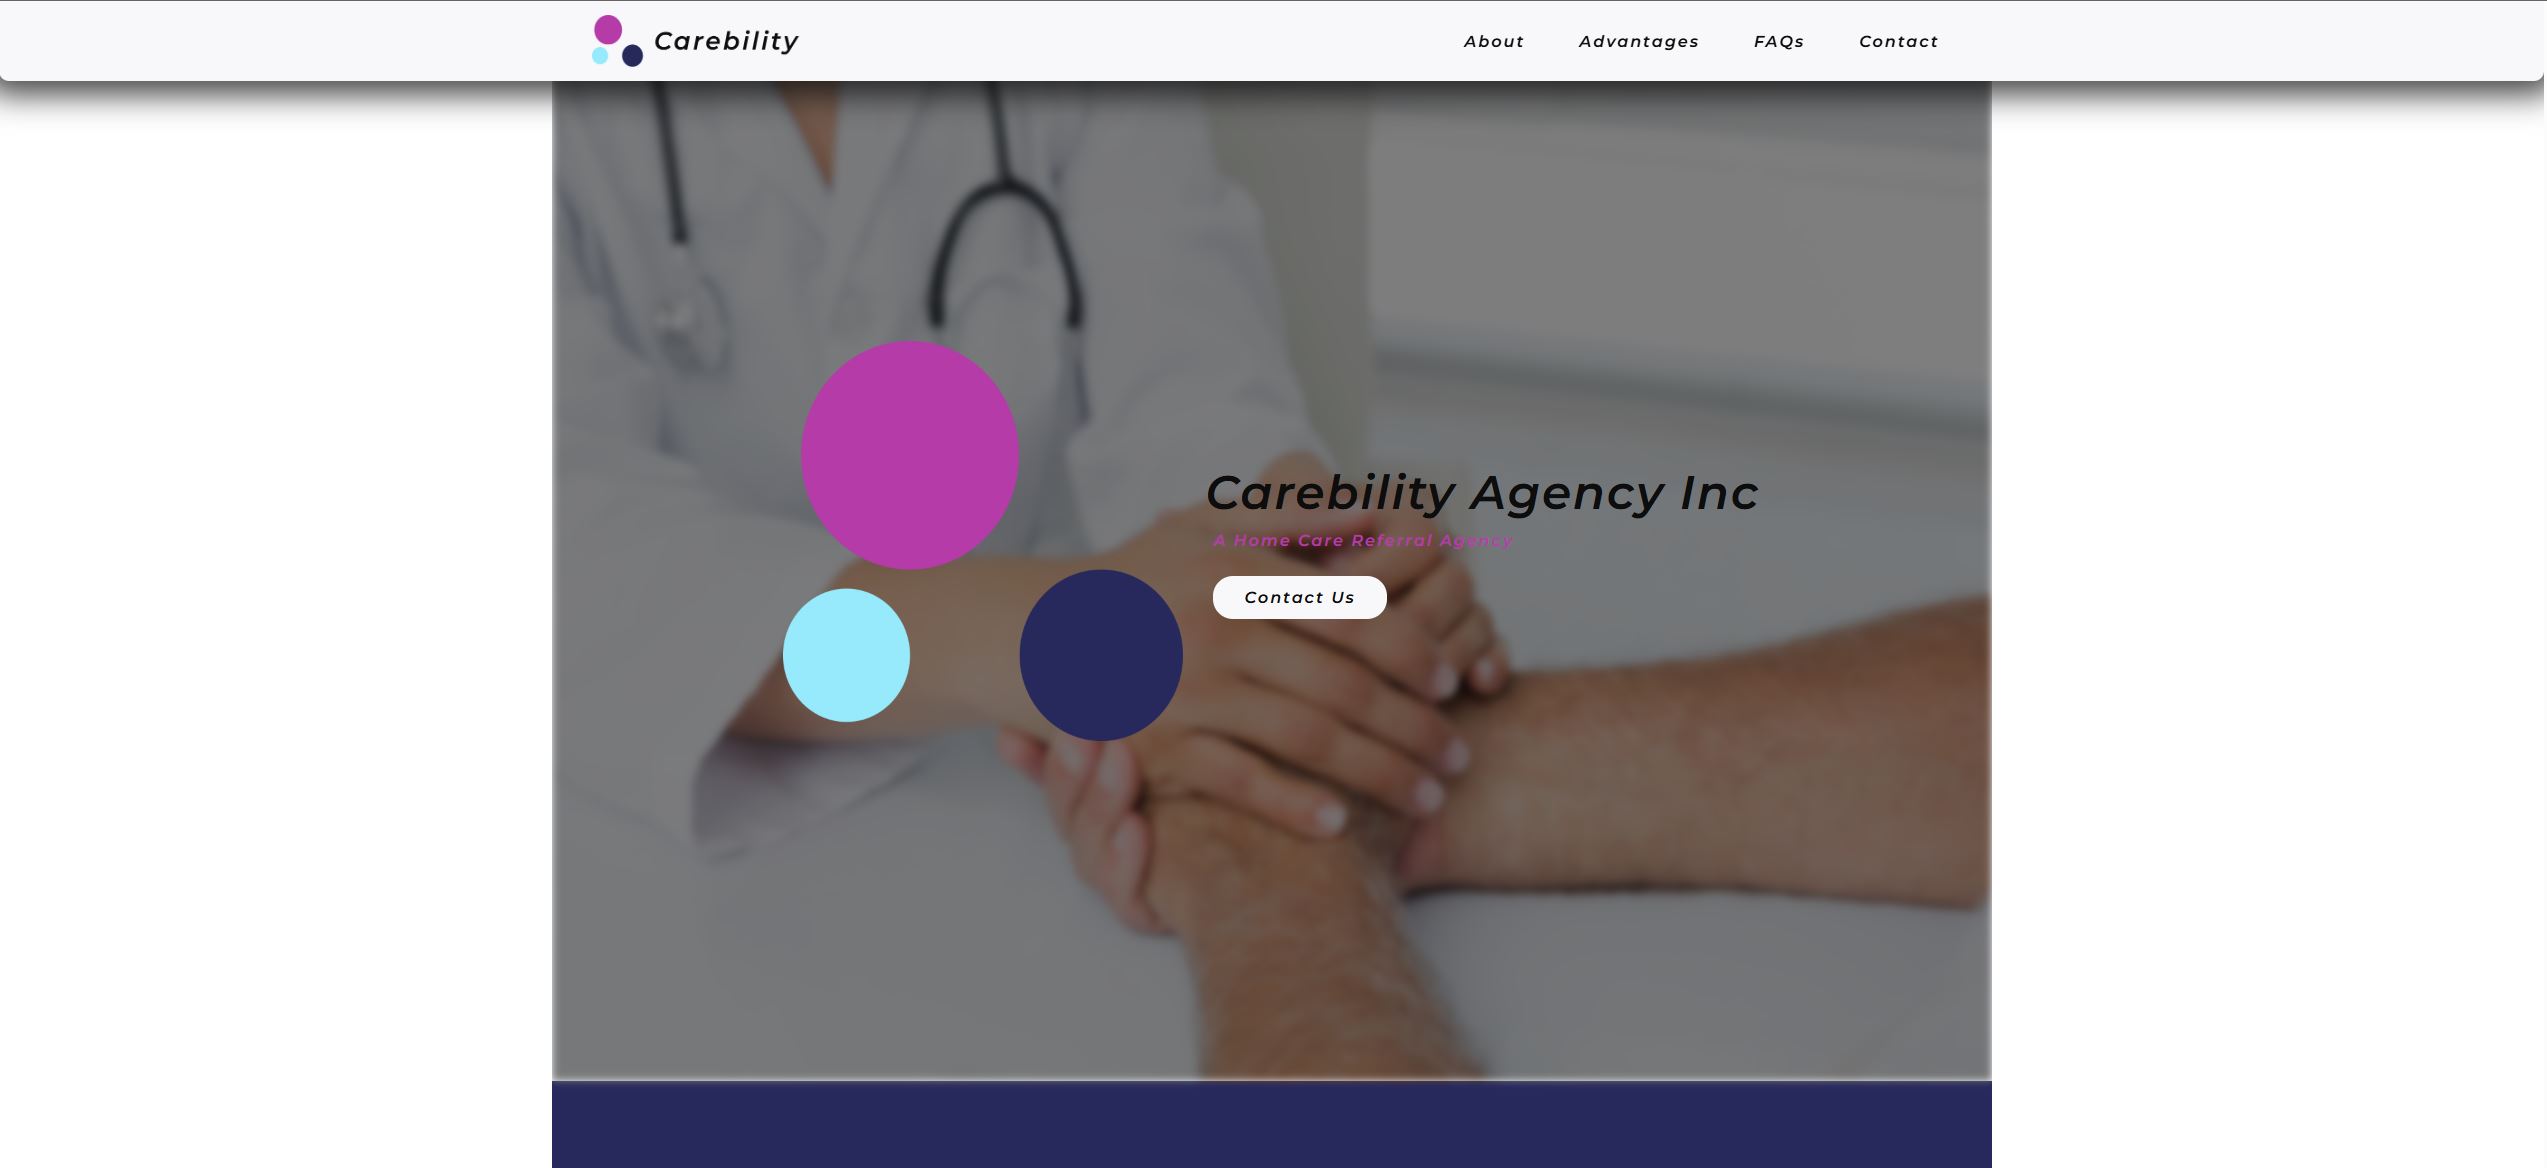 Carebility
About
Advantages
FAQs
Contact
Carebility Agency Inc
A Home Care Referral Agency
Contact Us